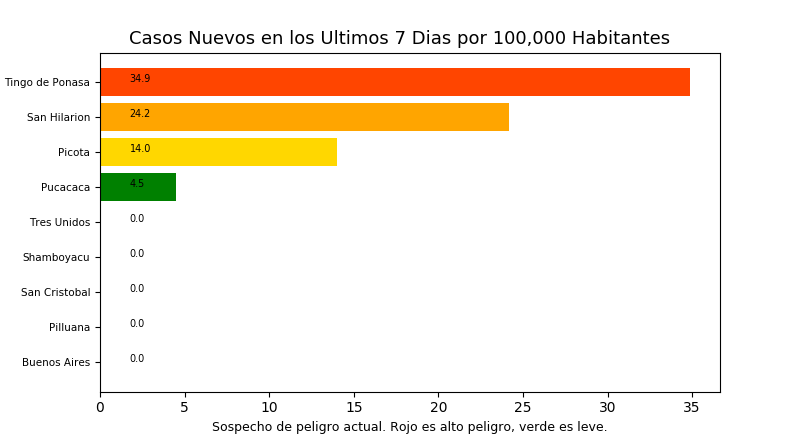 Casos Nuevos en los Ultimos 7 Dias por 100,000 Habitantes
Tingo de Ponasa 34.9
San Hilarion 24.2
Picota 14.0
Pucacaca 4.5
Tres Unidos 0.0
Shamboyacu 0.0
San Cristobal 0.0
Pilluana 0.0
Buenos Aires 0.0
0 5 10 15 20 25 30 35
Sospecho de peligro actual. Rojo es alto peligro, verde es leve.